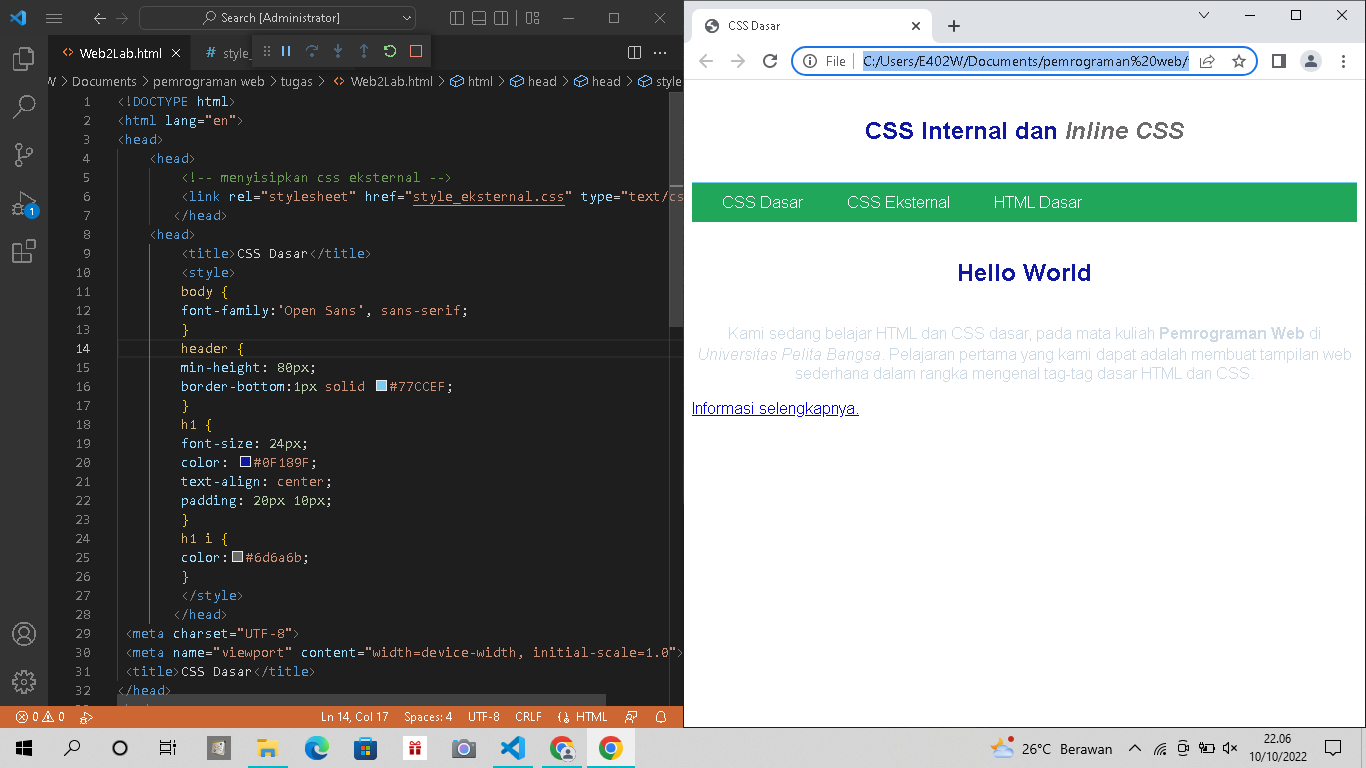 Search [Administrator]
Web2Lab.html
# style_
W > Documents > pemrograman web > tugas > Web2Lab.html > html > head > head > style
1 <!DOCTYPE html>
2 <html lang="en">
3 <head>
4 <head>
5 <!-- menyisipkan css eksternal -->
6 <link rel="stylesheet" href="style_eksternal.css" type="text/cs
7 </head>
8 <head>
9 <title>CSS Dasar</title>
10 <style>
11 body {
12 font-family:'Open Sans', sans-serif;
13 }
14 header {
15 min-height: 80px;
16 border-bottom:1px solid #77CCEF;
17 }
18 h1 {
19 font-size: 24px;
20 color: #0F189F;
21 text-align: center;
22 padding: 20px 10px;
23 }
24 h1 i {
25 color:#6d6a6b;
26 }
27 </style>
28 </head>
29 <meta charset="UTF-8">
30 <meta name="viewport" content="width=device-width, initial-scale=1.0">
31 <title>CSS Dasar</title>
32 </head>
1
0 0 Ln 14, Col 17 Spaces: 4 UTF-8 CRLF HTML
CSS Dasar
File C:/Users/E402W/Documents/pemrograman%20web/
CSS Internal dan Inline CSS
CSS Dasar CSS Eksternal HTML Dasar
Hello World
Kami sedang belajar HTML dan CSS dasar, pada mata kuliah Pemrograman Web di
Universitas Pelita Bangsa. Pelajaran pertama yang kami dapat adalah membuat tampilan web
sederhana dalam rangka mengenal tag-tag dasar HTML dan CSS.
Informasi selengkapnya.
26°C Berawan
22.06
10/10/2022